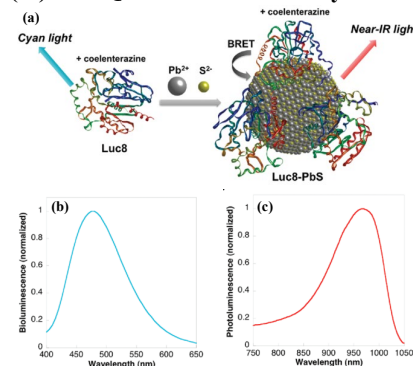 (a)
+ coelenterazine
Cyan light
Near-IR ligh
+ coelenterazine
BRET
Pb2+ S2-
Luc8
Luc8-PbS
(b)
Bioluminescence (normalized)
1
0.8
0.6
0.4
0.2
0
400 450 500 550 600 650
Wavelength (nm)
(c)
Photoluminescence (normalized)
1
0.8
0.6
0.4
0.2
0
750 800 850 900 950 1000 1050
Wavelength (nm)